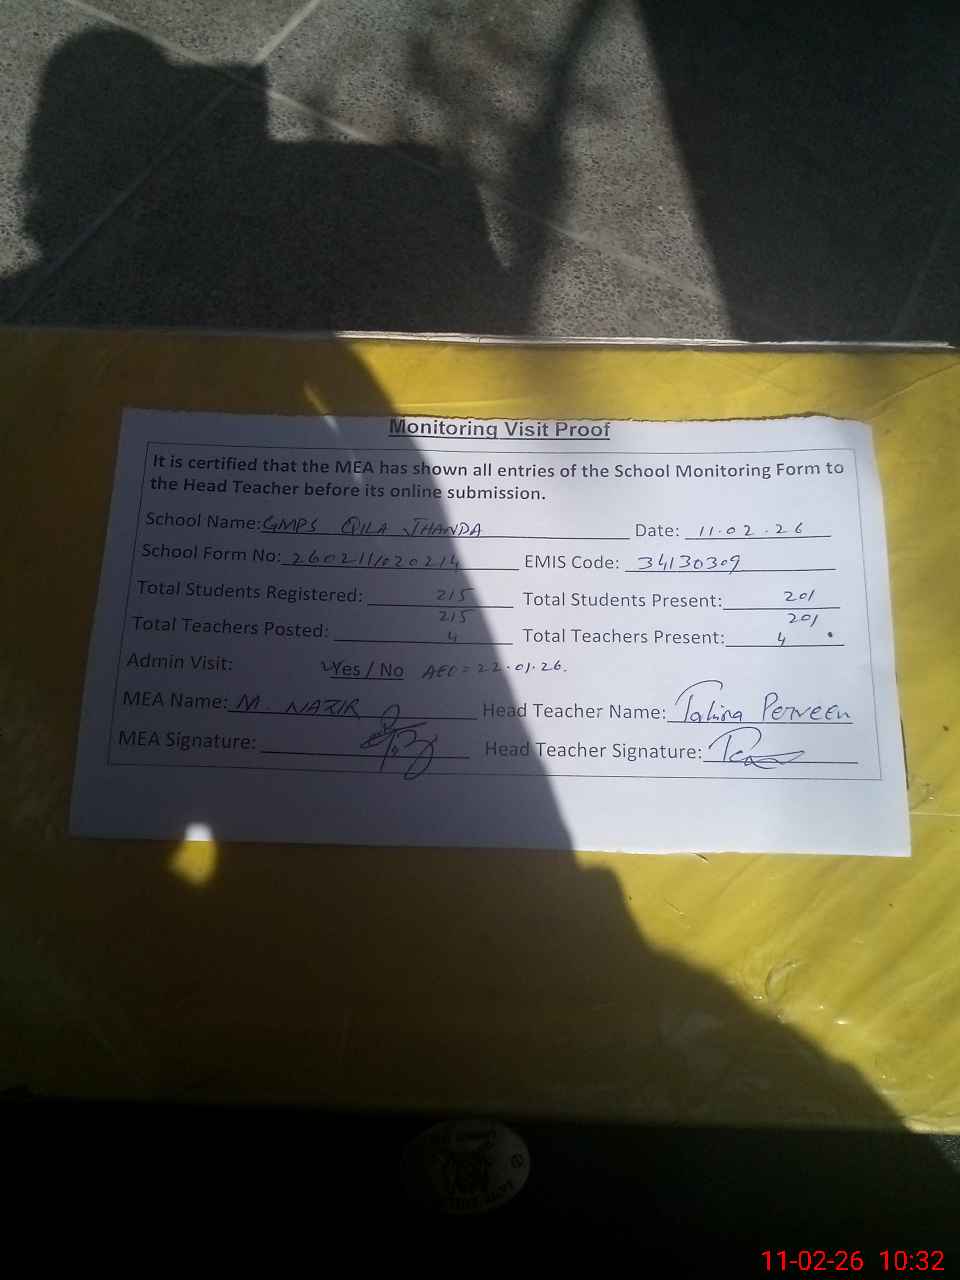 Monitoring Visit Proof
It is certified that the MEA has shown all entries of the School Monitoring Form to
the Head Teacher before its online submission.
School Name: GMPS QILA JHANDA Date: 11.02.26
School Form No: EMIS Code: 34130309
Total Students Registered: 215 Total Students Present: 201
215 201
Total Teachers Posted: 4 Total Teachers Present: 4
Admin Visit: Yes / No AEO = 22.01.26.
MEA Name: M. NAZIR Head Teacher Name: Tahira Perveen
MEA Signature: Head Teacher Signature:
11-02-26 10:32